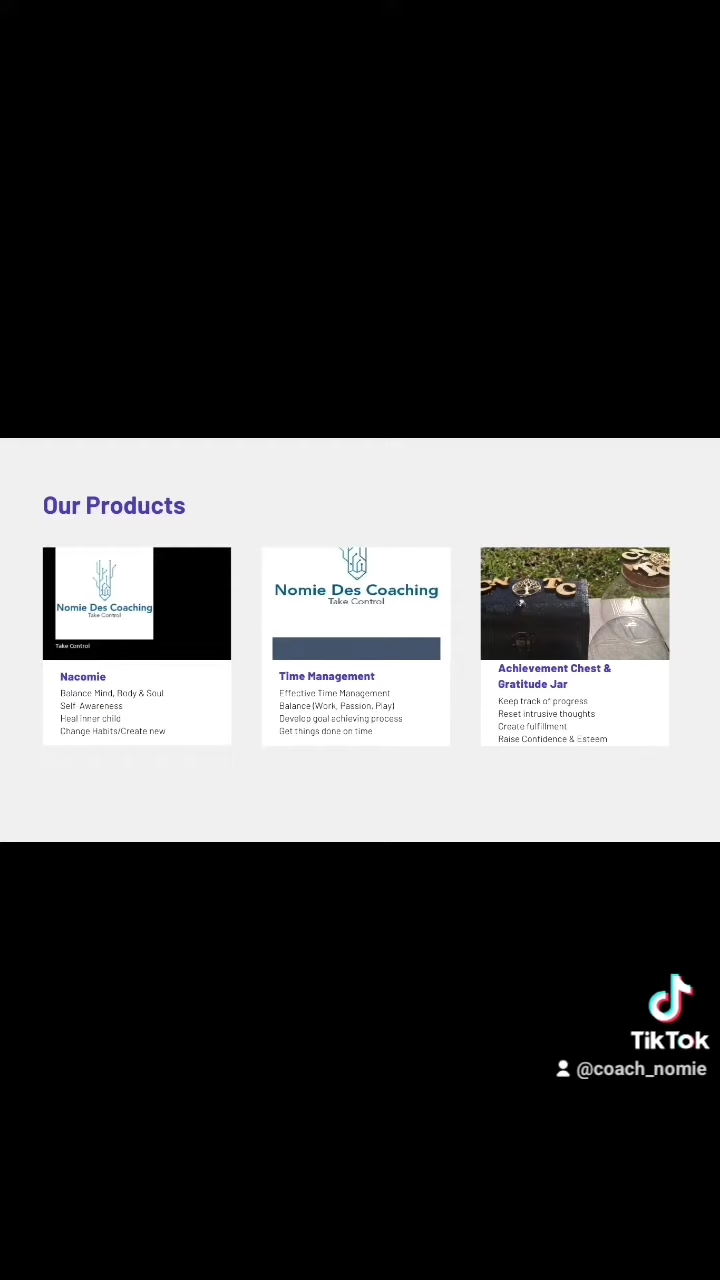 Our Products
Nomie Des Coaching
Take Control
Take Control
Nacomie
Balance Mind, Body & Soul
Self-Awareness
Heal inner child
Change Habits/Create new
Nomie Des Coaching
Take Control
Time Management
Effective Time Management
Balance (Work, Passion, Play)
Develop goal achieving process
Get things done on time
TC
Achievement Chest &
Gratitude Jar
Keep track of progress
Reset intrusive thoughts
Create fulfillment
Raise Confidence & Esteem
TikTok
@coach_nomie